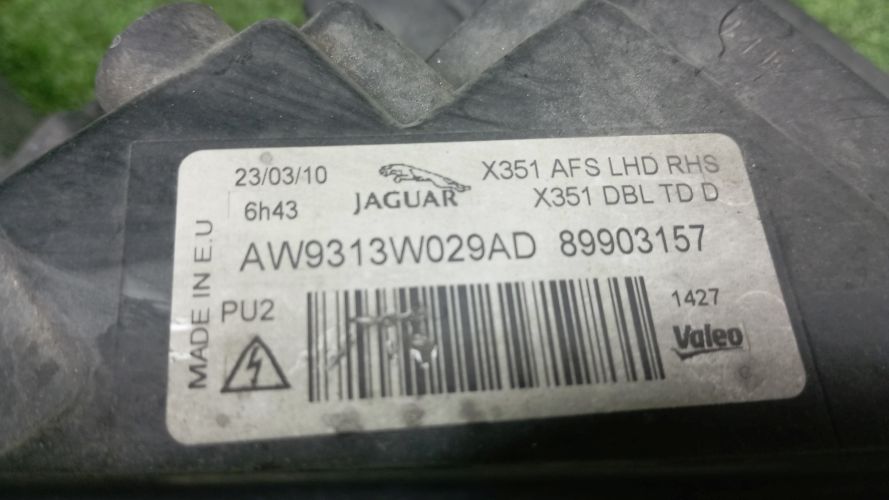 23/03/10
6h43
JAGUAR
X351 AFS LHD RHS
X351 DBL TD D
AW9313W029AD 89903157
MADE IN E.U
PU2
1427
Valeo